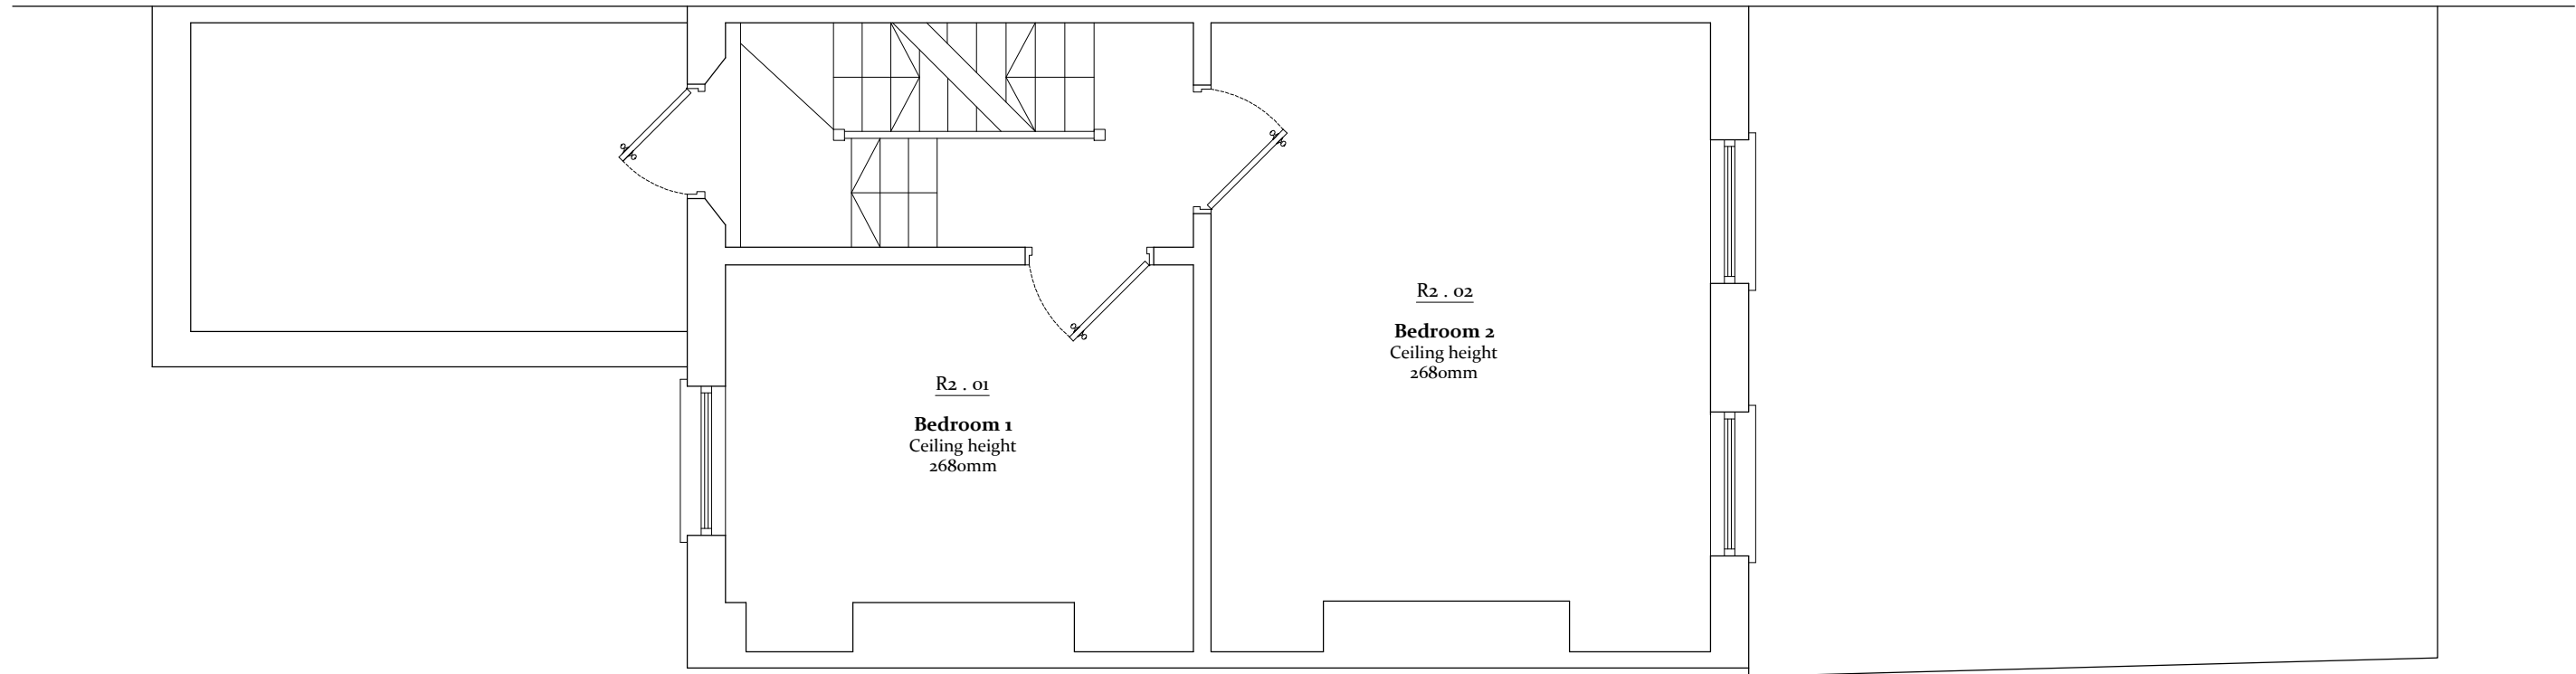 R2 . 02
Bedroom 2
Ceiling height
2680mm
R2 . 01
Bedroom 1
Ceiling height
2680mm